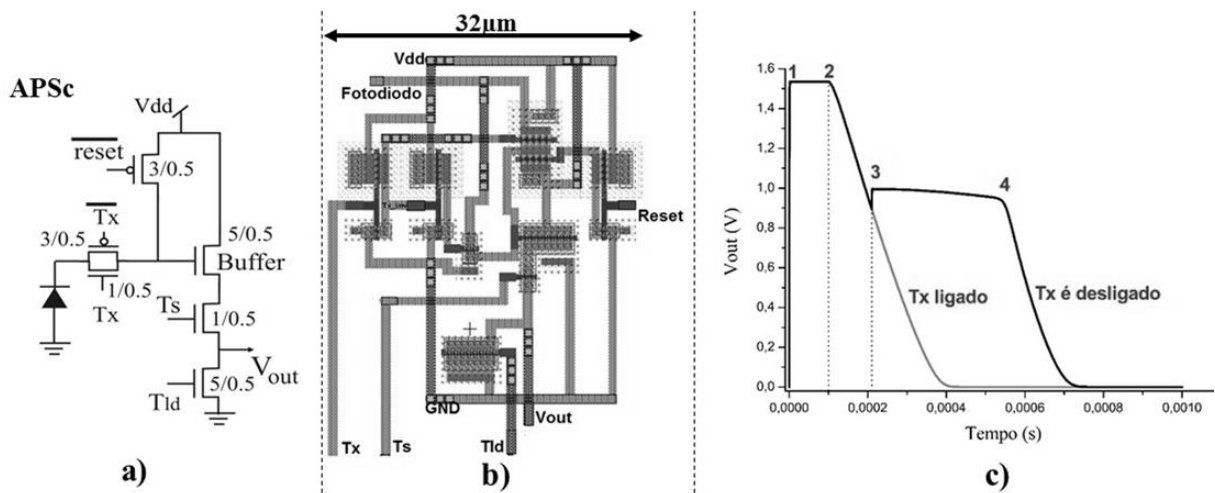 APSc
Vdd
reset
3/0.5
Tx
3/0.5
1/0.5
Tx
5/0.5
Buffer
Ts
1/0.5
Vout
Tld
5/0.5
a)
32µm
Vdd
Fotodiodo
Reset
GND
Vout
Tx
Ts
Tld
b)
1
2
3
4
Tx ligado
Tx é desligado
Vout (V)
1,6
1,4
1,2
1,0
0,8
0,6
0,4
0,2
0,0
0,0000
0,0002
0,0004
0,0006
0,0008
0,0010
Tempo (s)
c)